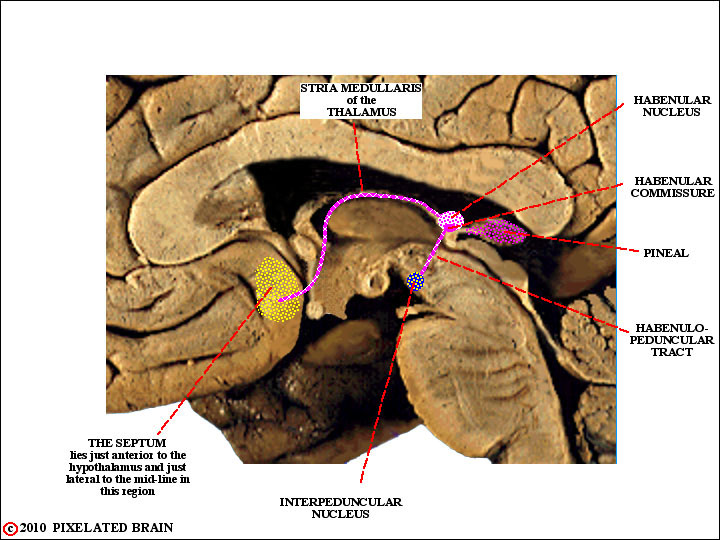 STRIA MEDULLARIS
of the
THALAMUS
HABENULAR
NUCLEUS
HABENULAR
COMMISSURE
PINEAL
HABENULO-
PEDUNCULAR
TRACT
THE SEPTUM
lies just anterior to the
hypothalamus and just
lateral to the mid-line in
this region
INTERPEDUNCULAR
NUCLEUS
© 2010 PIXELATED BRAIN